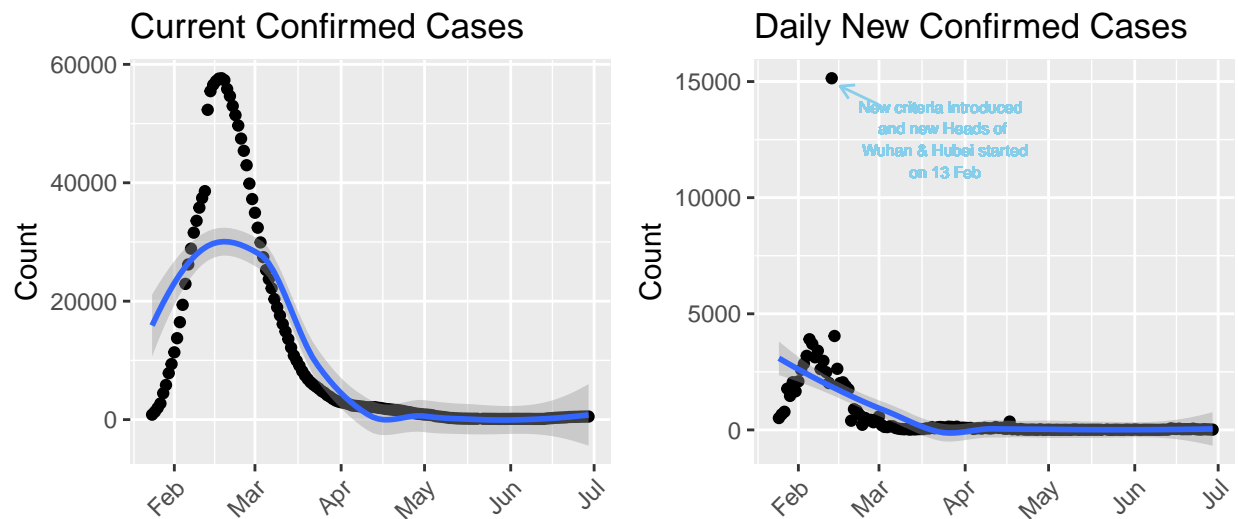 Current Confirmed Cases
Count
60000
40000
20000
0
Feb
Mar
Apr
May
Jun
Jul
Daily New Confirmed Cases
Count
15000
10000
5000
0
New criteria introduced
and new Heads of
Wuhan & Hubei started
on 13 Feb
Feb
Mar
Apr
May
Jun
Jul